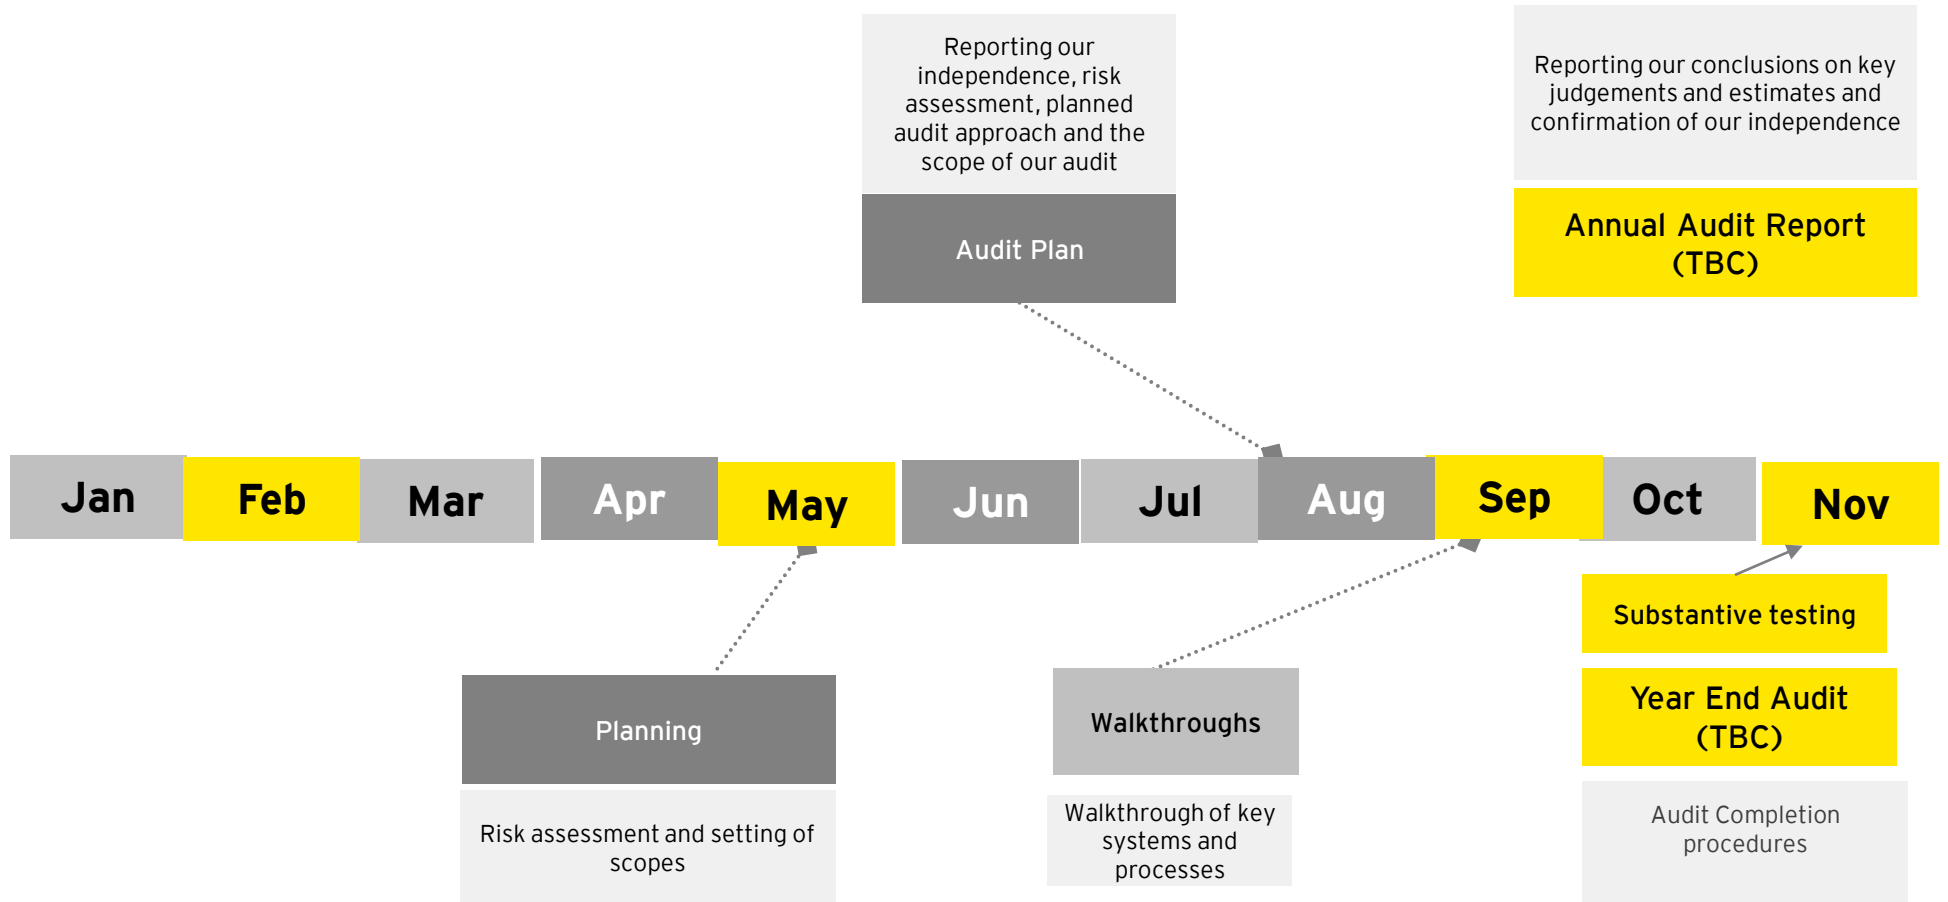 Reporting our
independence, risk
assessment, planned
audit approach and the
scope of our audit
Audit Plan
Reporting our conclusions on key
judgements and estimates and
confirmation of our independence
Annual Audit Report
(TBC)
Jan
Feb
Mar
Apr
May
Jun
Jul
Aug
Sep
Oct
Nov
Planning
Risk assessment and setting of
scopes
Walkthroughs
Walkthrough of key
systems and
processes
Substantive testing
Year End Audit
(TBC)
Audit Completion
procedures